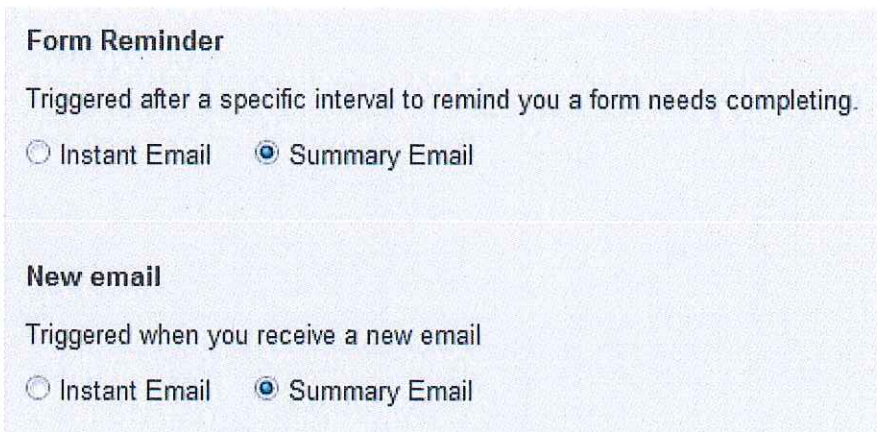 Form Reminder
Triggered after a specific interval to remind you a form needs completing.
Instant Email Summary Email
New email
Triggered when you receive a new email
Instant Email Summary Email